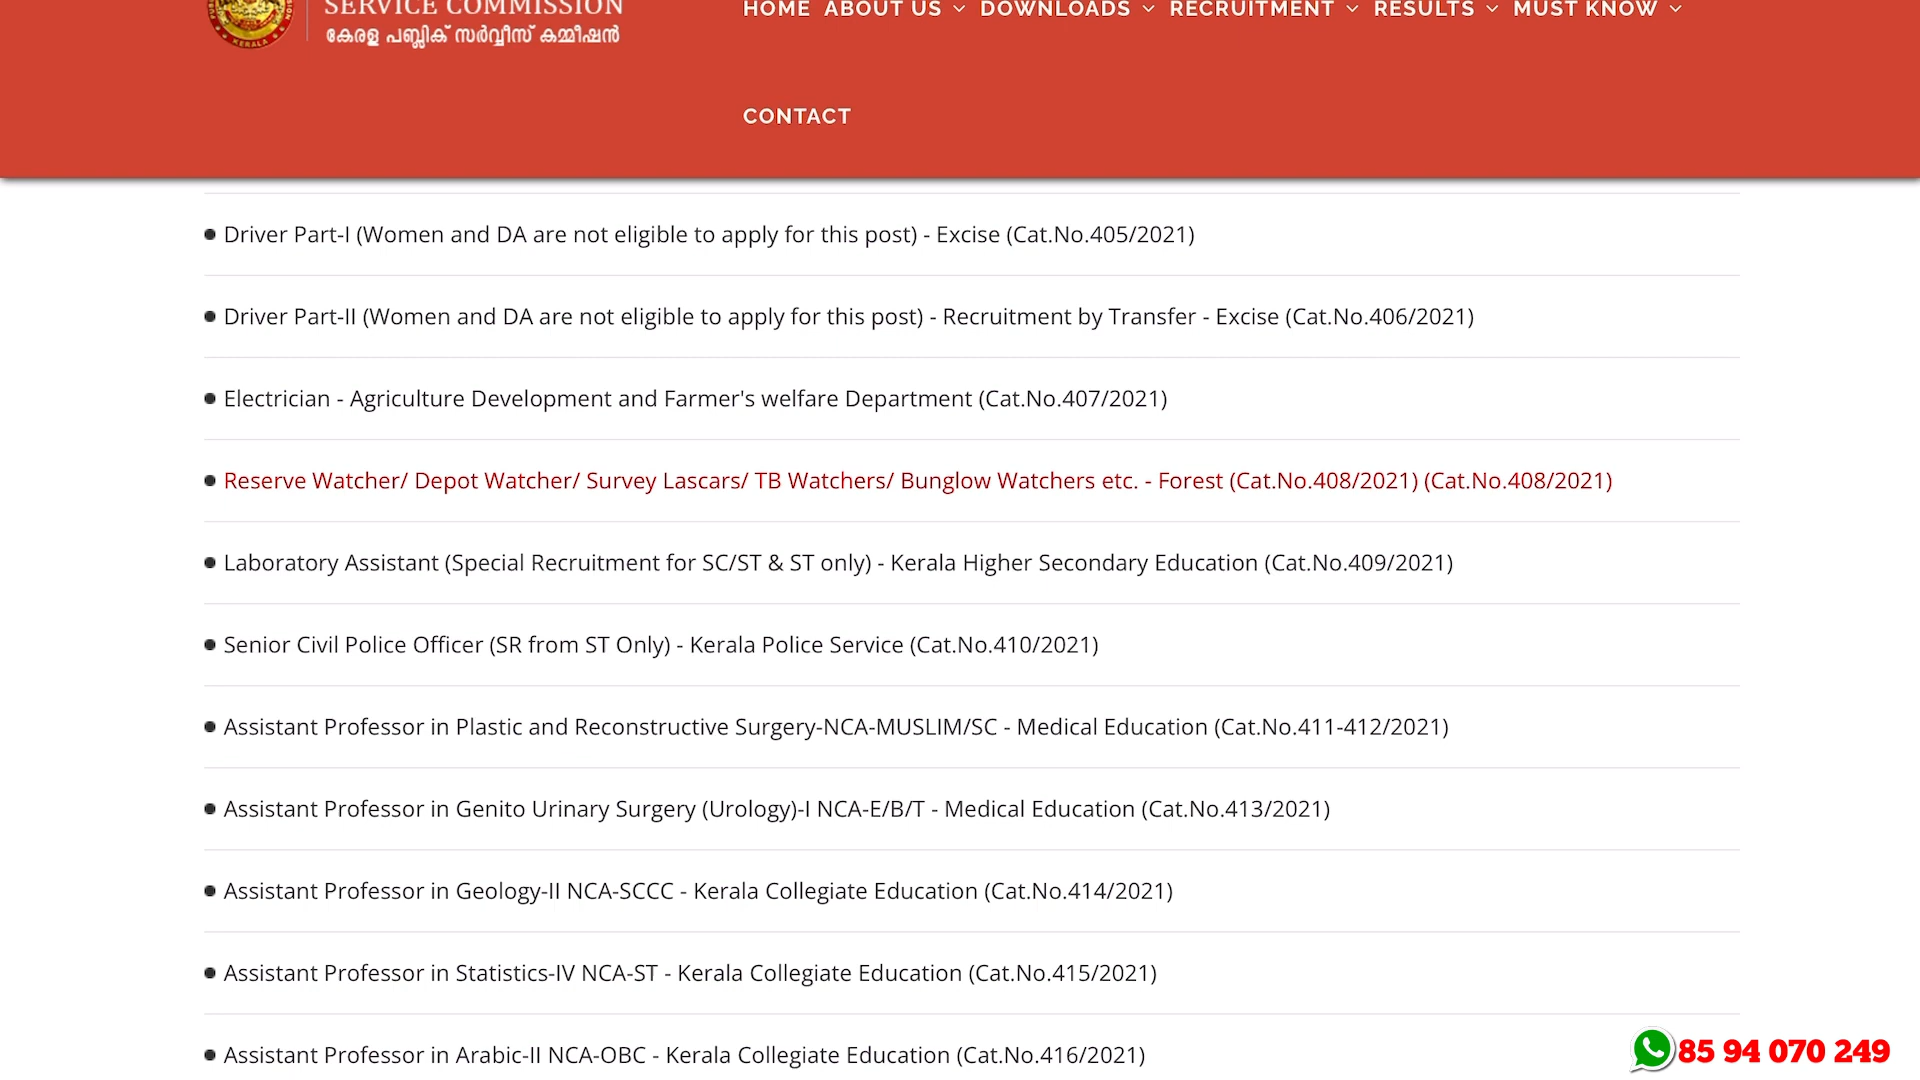 SERVICE COMMISSION
കേരള പബ്ലിക് സർവ്വീസ് കമ്മീഷൻ
KERALA
HOME ABOUT US DOWNLOADS RECRUITMENT RESULTS MUST KNOW
CONTACT
Driver Part-I (Women and DA are not eligible to apply for this post) - Excise (Cat.No.405/2021)
Driver Part-II (Women and DA are not eligible to apply for this post) - Recruitment by Transfer - Excise (Cat.No.406/2021)
Electrician - Agriculture Development and Farmer's welfare Department (Cat.No.407/2021)
Reserve Watcher/ Depot Watcher/ Survey Lascars/ TB Watchers/ Bunglow Watchers etc. - Forest (Cat.No.408/2021) (Cat.No.408/2021)
Laboratory Assistant (Special Recruitment for SC/ST & ST only) - Kerala Higher Secondary Education (Cat.No.409/2021)
Senior Civil Police Officer (SR from ST Only) - Kerala Police Service (Cat.No.410/2021)
Assistant Professor in Plastic and Reconstructive Surgery-NCA-MUSLIM/SC - Medical Education (Cat.No.411-412/2021)
Assistant Professor in Genito Urinary Surgery (Urology)-I NCA-E/B/T - Medical Education (Cat.No.413/2021)
Assistant Professor in Geology-II NCA-SCCC - Kerala Collegiate Education (Cat.No.414/2021)
Assistant Professor in Statistics-IV NCA-ST - Kerala Collegiate Education (Cat.No.415/2021)
Assistant Professor in Arabic-II NCA-OBC - Kerala Collegiate Education (Cat.No.416/2021)
85 94 070 249